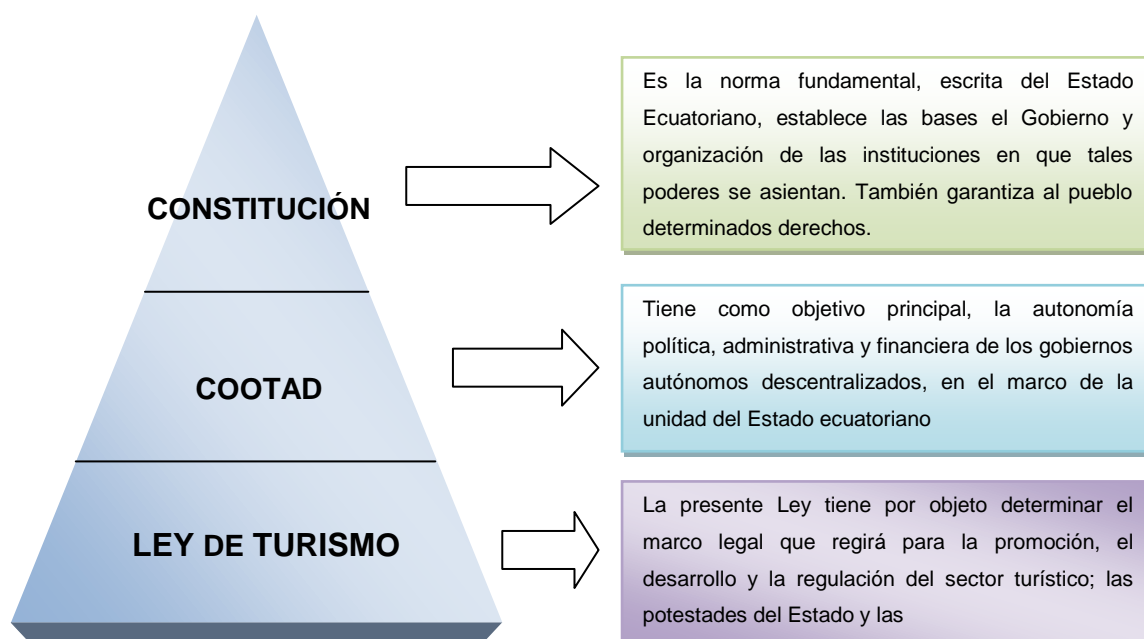 CONSTITUCIÓN
Es la norma fundamental, escrita del Estado
Ecuatoriano, establece las bases el Gobierno y
organización de las instituciones en que tales
poderes se asientan. También garantiza al pueblo
determinados derechos.
COOTAD
Tiene como objetivo principal, la autonomía
política, administrativa y financiera de los gobiernos
autónomos descentralizados, en el marco de la
unidad del Estado ecuatoriano
LEY DE TURISMO
La presente Ley tiene por objeto determinar el
marco legal que regirá para la promoción, el
desarrollo y la regulación del sector turístico; las
potestades del Estado y las